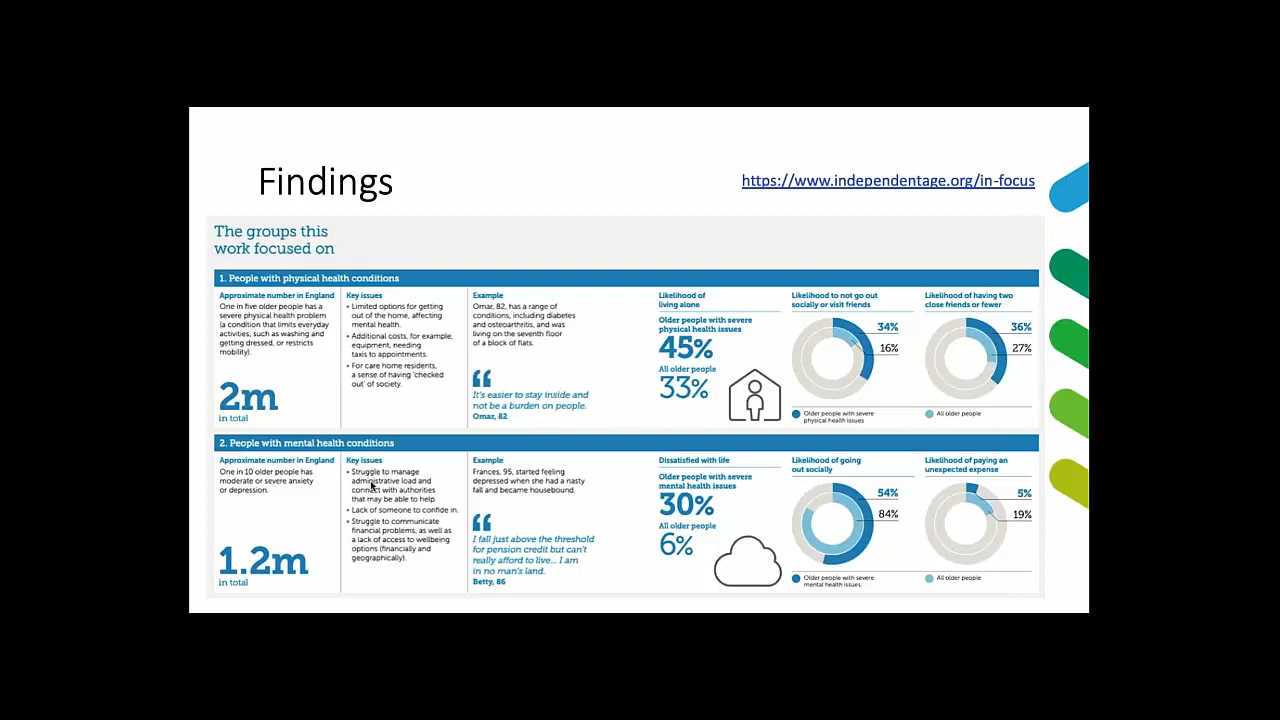 Findings
https://www.independentage.org/in-focus
The groups this
work focused on
1. People with physical health conditions
Approximate number in England
One in five older people has a
severe physical health problem
(a condition that limits everyday
activities, such as washing and
getting dressed, or restricts
mobility).
2m
in total
Key issues
• Limited options for getting
out of the home, affecting
mental health.
• Additional costs, for example,
equipment, needing
taxis to appointments.
• For care home residents,
a sense of having 'checked
out' of society.
Example
Omar, 82, has a range of
conditions, including diabetes
and osteoarthritis, and was
living on the seventh floor
of a block of flats.
“
It's easier to stay inside and
not be a burden on people.
Omar, 82
Likelihood of
living alone
Older people with severe
physical health issues
45%
All older people
33%
Likelihood to not go out
socially or visit friends
34%
16%
Older people with severe
physical health issues
Likelihood of having two
close friends or fewer
36%
27%
All older people
2. People with mental health conditions
Approximate number in England
One in 10 older people has
moderate or severe anxiety
or depression.
1.2m
in total
Key issues
• Struggle to manage
administrative load and
connect with authorities
that may be able to help.
• Lack of someone to confide in.
• Struggle to communicate
financial problems, as well as
a lack of access to wellbeing
options (financially and
geographically).
Example
Frances, 95, started feeling
depressed when she had a nasty
fall and became housebound.
“
I fall just above the threshold
for pension credit but can't
really afford to live... I am
in no man's land.
Betty, 86
Dissatisfied with life
Older people with severe
mental health issues
30%
All older people
6%
Likelihood of going
out socially
54%
84%
Older people with severe
mental health issues
Likelihood of paying an
unexpected expense
5%
19%
All older people